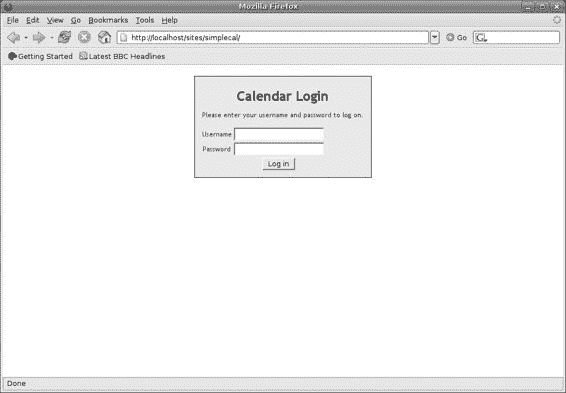 Mozilla Firefox
File Edit View Go Bookmarks Tools Help
http://localhost/sites/simplecal/ Go G
Getting Started Latest BBC Headlines
Calendar Login
Please enter your username and password to log on.
Username
Password
Log in
Done